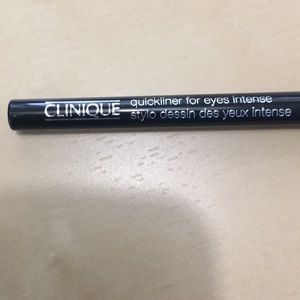 CLINIQUE
quickliner for eyes intense
stylo dessin des yeux intense